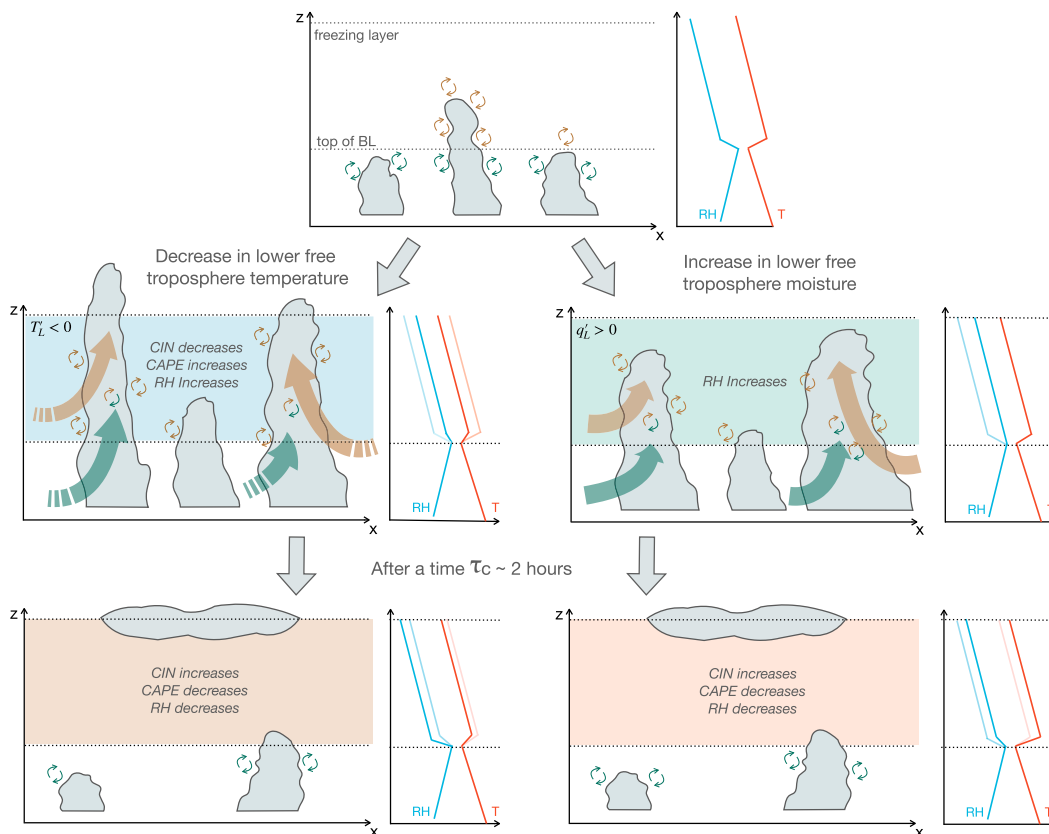 z
freezing layer
top of BL
x
RH
T
Decrease in lower free
troposphere temperature
Increase in lower free
troposphere moisture
z
T′L < 0
CIN decreases
CAPE increases
RH Increases
x
RH
T
z
q′L > 0
RH Increases
x
RH
T
After a time τc ~ 2 hours
z
CIN increases
CAPE decreases
RH decreases
x
RH
T
z
CIN increases
CAPE decreases
RH decreases
x
RH
T